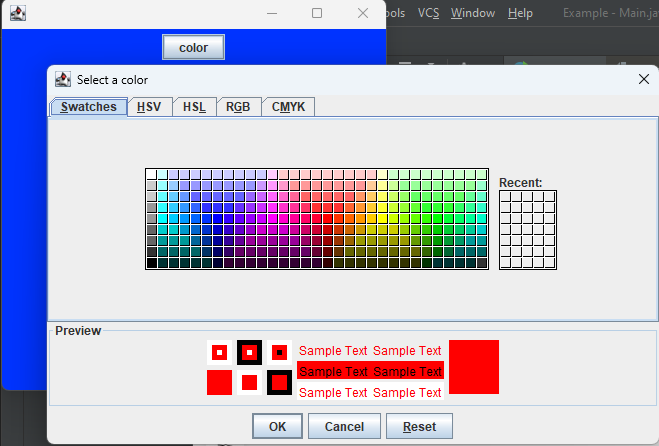 ools VCS Window Help Example - Main.ja
color
Select a color
Swatches HSV HSL RGB CMYK
Recent:
Preview
Sample Text Sample Text
Sample Text Sample Text
Sample Text Sample Text
OK Cancel Reset